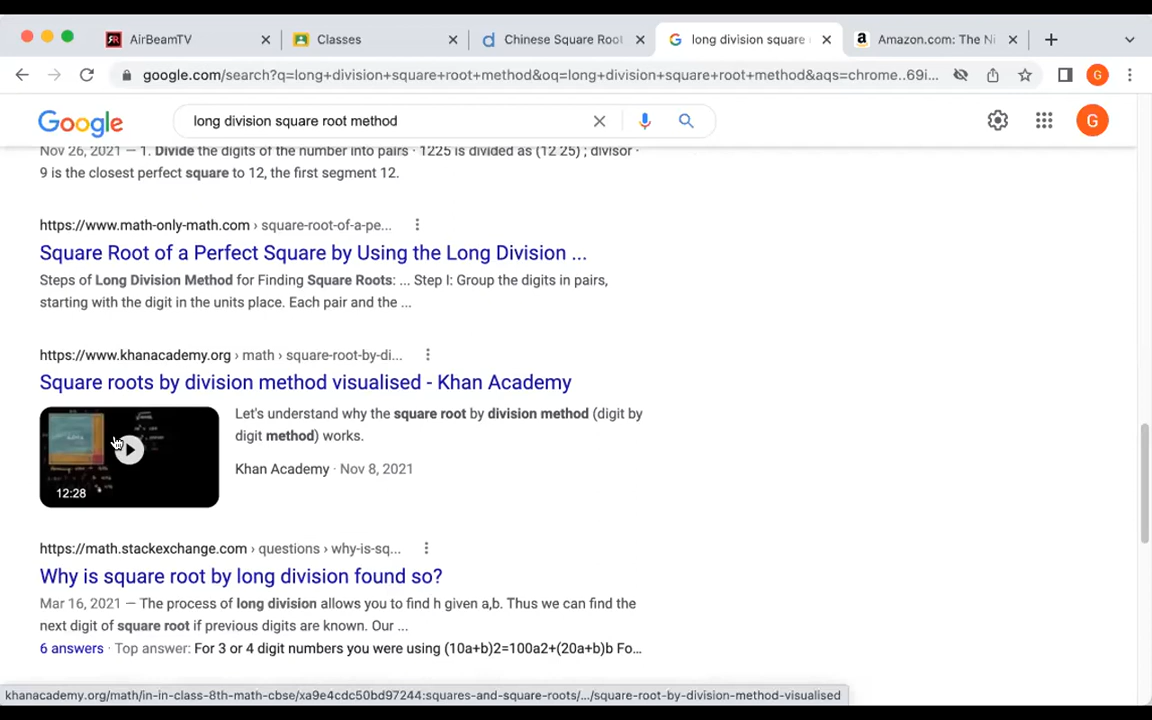 AirBeamTV
Classes
Chinese Square Root
long division square
Amazon.com: The Ni
google.com/search?q=long+division+square+root+method&oq=long+division+square+root+method&aqs=chrome..69i...
G
Google
long division square root method
G
Nov 26, 2021 — 1. Divide the digits of the number into pairs · 1225 is divided as (12 25) ; divisor ·
9 is the closest perfect square to 12, the first segment 12.
https://www.math-only-math.com › square-root-of-a-pe...
Square Root of a Perfect Square by Using the Long Division ...
Steps of Long Division Method for Finding Square Roots: ... Step I: Group the digits in pairs,
starting with the digit in the units place. Each pair and the ...
https://www.khanacademy.org › math › square-root-by-di...
Square roots by division method visualised - Khan Academy
Let's understand why the square root by division method (digit by
digit method) works.
Khan Academy · Nov 8, 2021
12:28
https://math.stackexchange.com › questions › why-is-sq...
Why is square root by long division found so?
Mar 16, 2021 — The process of long division allows you to find h given a,b. Thus we can find the
next digit of square root if previous digits are known. Our ...
6 answers · Top answer: For 3 or 4 digit numbers you were using (10a+b)2=100a2+(20a+b)b Fo...
khanacademy.org/math/in-in-class-8th-math-cbse/xa9e4cdc50bd97244:squares-and-square-roots/.../square-root-by-division-method-visualised